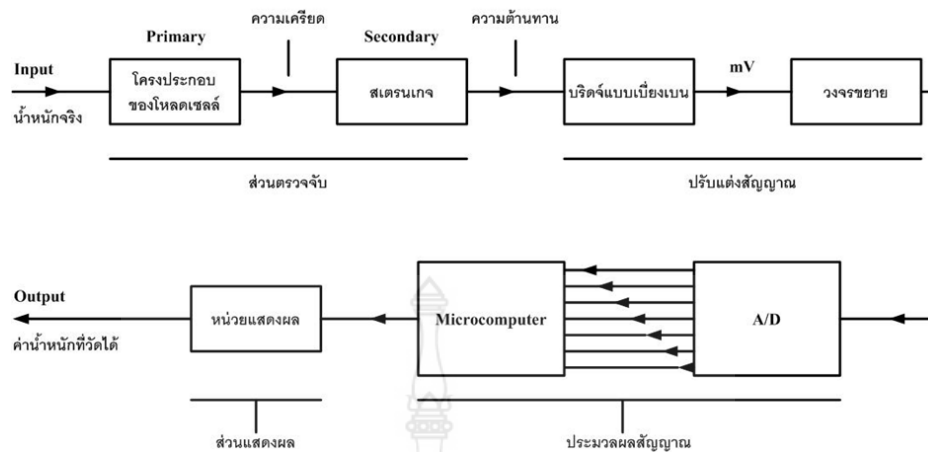 ความเครียด
ความต้านทาน
Primary
Secondary
Input
mV
โครงประกอบ
ของโหลดเซลล์
สเตรนเกจ
บริดจ์แบบเบี่ยงเบน
วงจรขยาย
น้ำหนักจริง
ส่วนตรวจจับ
ปรับแต่งสัญญาณ
Output
หน่วยแสดงผล
Microcomputer
A/D
ค่าน้ำหนักที่วัดได้
ส่วนแสดงผล
ประมวลผลสัญญาณ